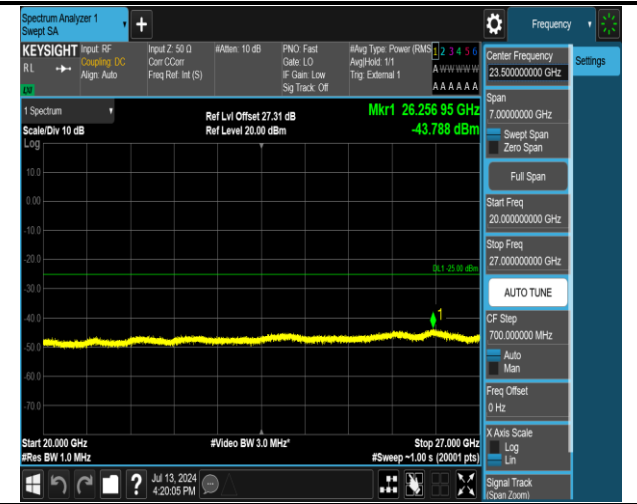 Spectrum Analyzer 1
Swept SA
Frequency
KEYSIGHT
RL
LU
Input: RF
Coupling: DC
Align: Auto
Input Z: 50 Ω
Corr CCorr
Freq Ref: Int (S)
#Atten: 10 dB
PNO: Fast
Gate: LO
IF Gain: Low
Sig Track: Off
#Avg Type: Power (RMS
Avg|Hold: 1/1
Trig: External 1
1 2 3 4 5 6
A W W W W W
A A A A A A
1 Spectrum
Scale/Div 10 dB
Ref Lvl Offset 27.31 dB
Ref Level 20.00 dBm
Mkr1 26.256 95 GHz
-43.788 dBm
Log
10.0
0.00
-10.0
-20.0
-30.0
-40.0
-50.0
-60.0
-70.0
DL1 -25.00 dBm
1
Start 20.000 GHz
#Res BW 1.0 MHz
#Video BW 3.0 MHz*
Stop 27.000 GHz
#Sweep ~1.00 s (20001 pts)
Center Frequency
23.500000000 GHz
Settings
Span
7.00000000 GHz
Swept Span
Zero Span
Full Span
Start Freq
20.000000000 GHz
Stop Freq
27.000000000 GHz
AUTO TUNE
CF Step
700.000000 MHz
Auto
Man
Freq Offset
0 Hz
X Axis Scale
Log
Lin
Signal Track
(Span Zoom)
?
Jul 13, 2024
4:20:05 PM